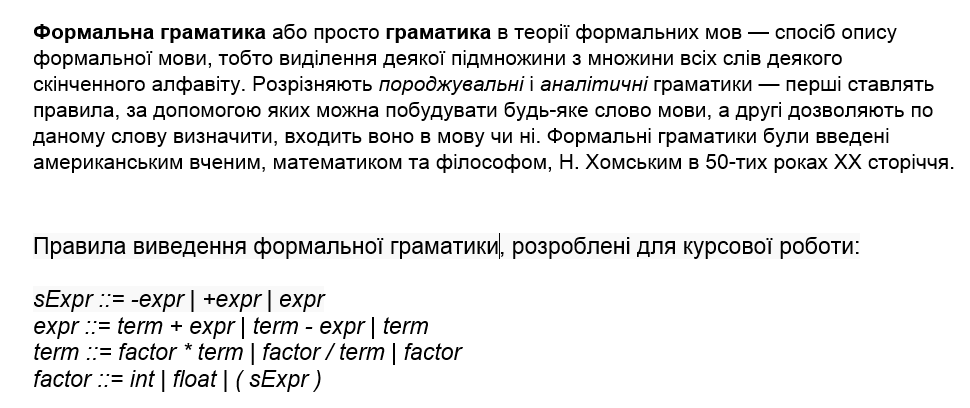 Формальна граматика або просто граматика в теорії формальних мов — спосіб опису
формальної мови, тобто виділення деякої підмножини з множини всіх слів деякого
скінченного алфавіту. Розрізняють породжувальні і аналітичні граматики — перші ставлять
правила, за допомогою яких можна побудувати будь-яке слово мови, а другі дозволяють по
даному слову визначити, входить воно в мову чи ні. Формальні граматики були введені
американським вченим, математиком та філософом, Н. Хомським в 50-тих роках ХХ сторіччя.
Правила виведення формальної граматики, розроблені для курсової роботи:
sExpr ::= -expr | +expr | expr
expr ::= term + expr | term - expr | term
term ::= factor * term | factor / term | factor
factor ::= int | float | ( sExpr )